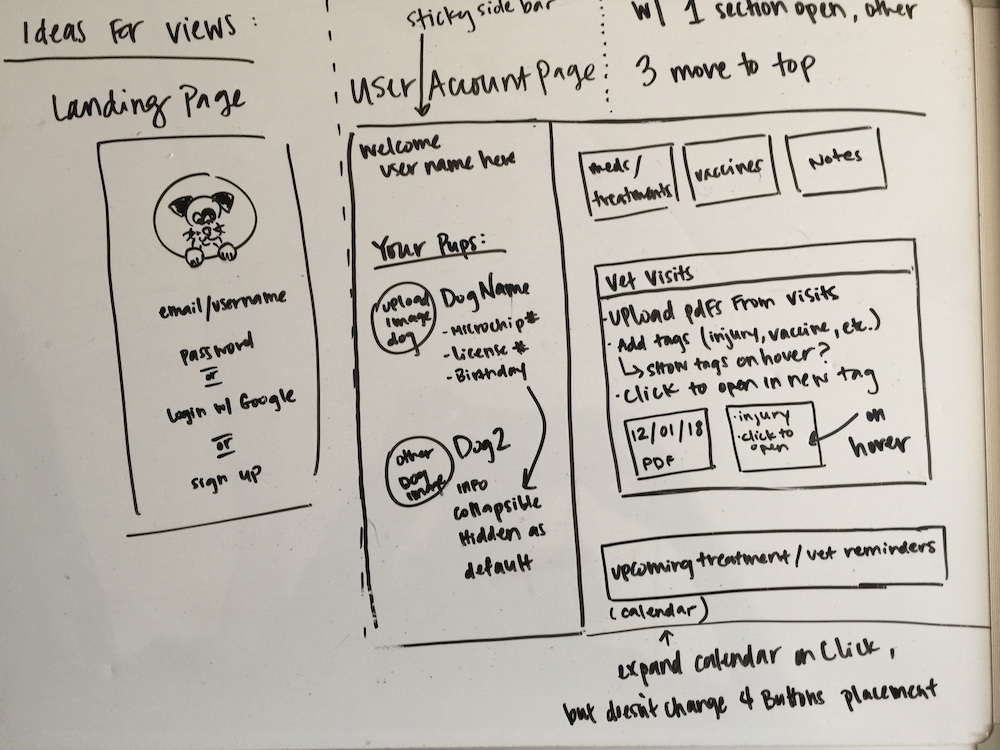 Ideas for views:
Landing Page
email/username
password
or
Login w/ Google
or
sign up
sticky side bar
User Account Page:
w/ 1 section open, other
3 move to top
Welcome
user name here
Your Pups:
upload
image
dog
Dog Name
- Microchip #
- License #
- Birthday
other
Dog
image
Dog 2
info
collapsible
Hidden as
default
meds/
treatments
vaccines
Notes
Vet Visits
· Upload pdfs from visits
· Add tags (injury, vaccine, etc.)
↳ show tags on hover?
· Click to open in new tag
12/01/18
PDF
· injury
· click to
open
on
hover
upcoming treatment / vet reminders
(calendar)
expand calendar on click,
but doesn't change 4 Buttons placement